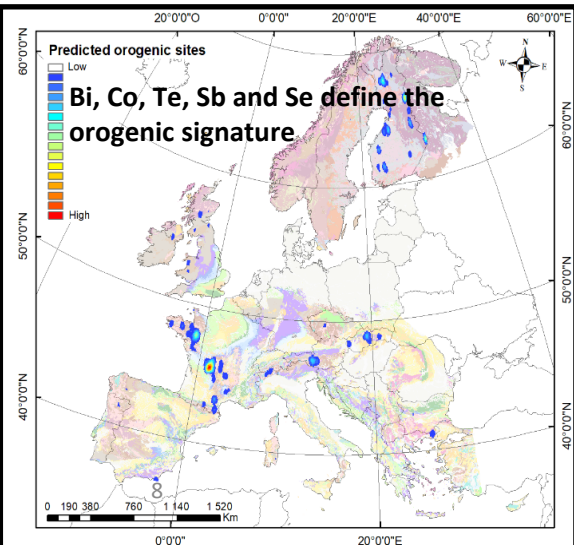 20°0'0"O 0°0'0" 20°0'0"E 40°0'0"E 60°0'0"E
60°0'0"N
Predicted orogenic sites
Low
Bi, Co, Te, Sb and Se define the
orogenic signature
High
N
W E
S
60°0'0"N
50°0'0"N
50°0'0"N
40°0'0"N
40°0'0"N
8
0 190 380 760 1 140 1 520
Km
0°0'0" 20°0'0"E